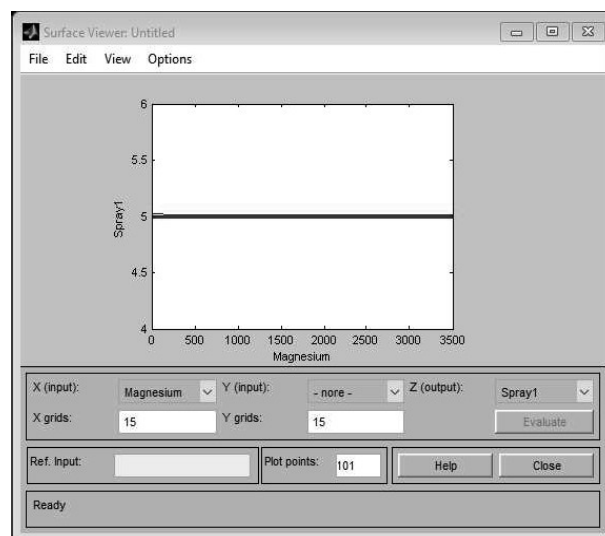 Surface Viewer: Untitled
File Edit View Options
6
5.5
5
4.5
4
Spray1
0 500 1000 1500 2000 2500 3000 3500
Magnesium
X (input): Magnesium Y (input): - nore - Z (output): Spray1
X grids: 15 Y grids: 15 Evaluate
Ref. Input: Plot points: 101 Help Close
Ready